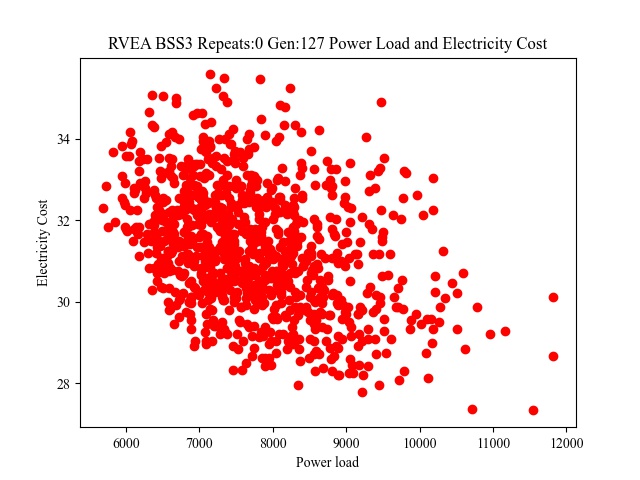 RVEA BSS3 Repeats:0 Gen:127 Power Load and Electricity Cost
34
32
30
28
Electricity Cost
6000 7000 8000 9000 10000 11000 12000
Power load